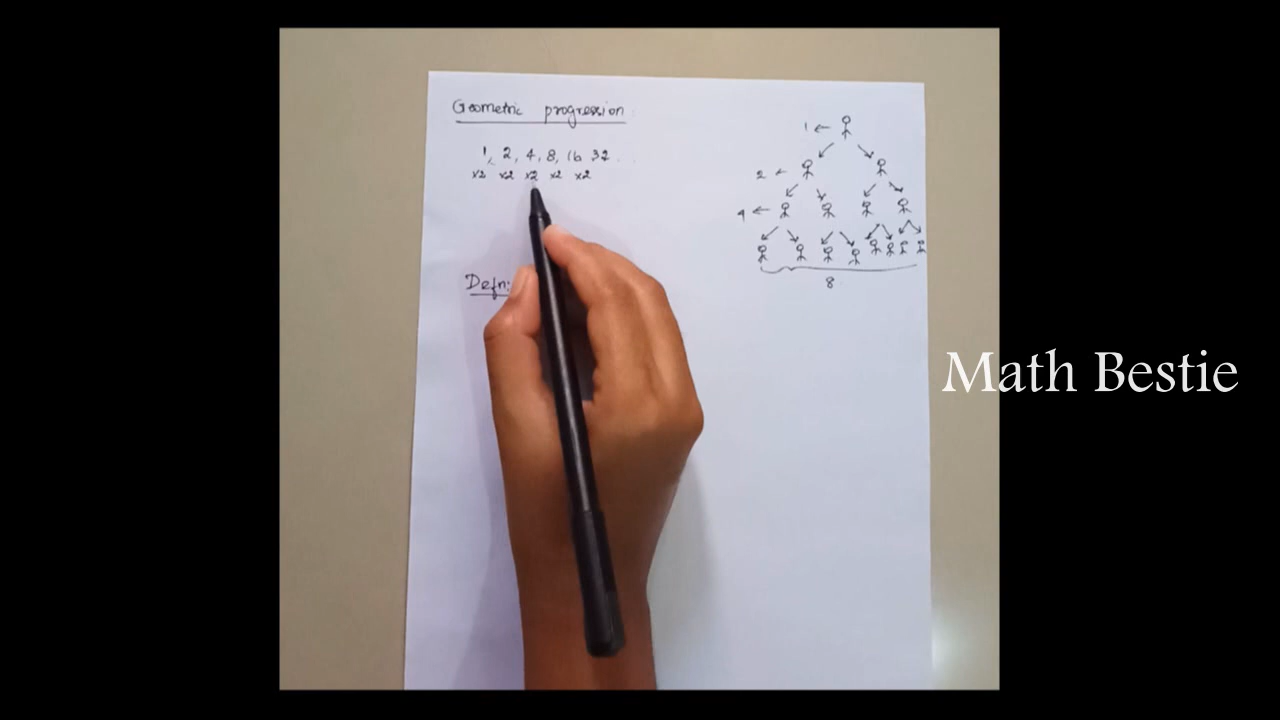 Geometric progression
1, 2, 4, 8, 16 32
x2 x2 x2 x2 x2
Defn:
1
2
4
8
Math Bestie